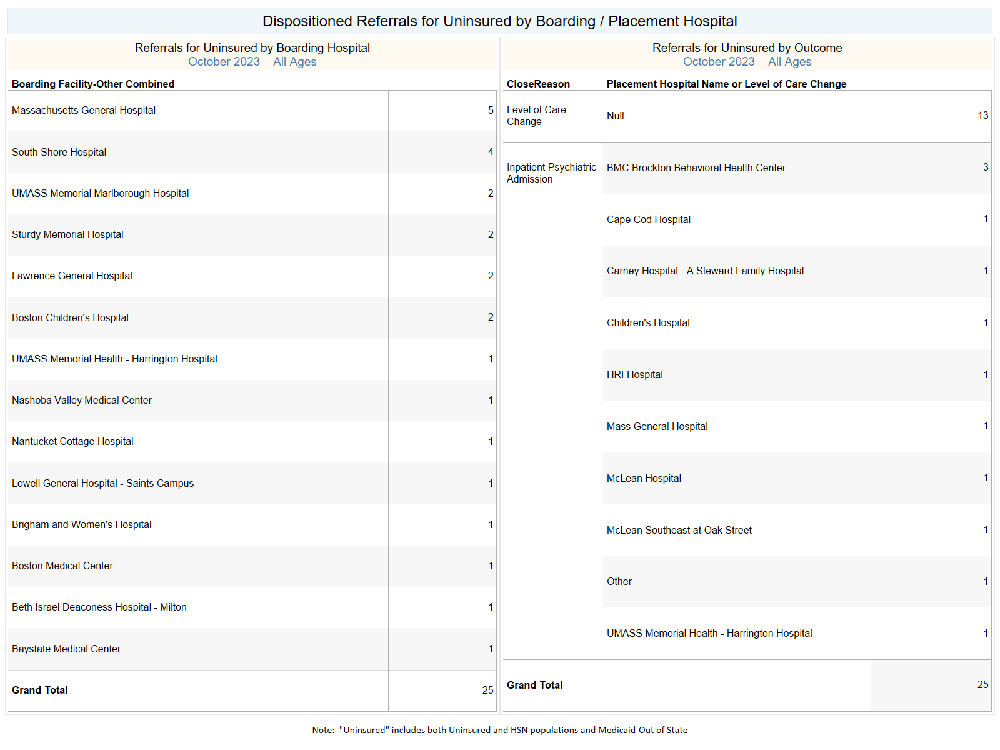 Dispositioned Referrals for Uninsured by Boarding / Placement Hospital
Referrals for Uninsured by Boarding Hospital
October 2023 All Ages
Boarding Facility-Other Combined
Massachusetts General Hospital 5
South Shore Hospital 4
UMASS Memorial Marlborough Hospital 2
Sturdy Memorial Hospital 2
Lawrence General Hospital 2
Boston Children's Hospital 2
UMASS Memorial Health - Harrington Hospital 1
Nashoba Valley Medical Center 1
Nantucket Cottage Hospital 1
Lowell General Hospital - Saints Campus 1
Brigham and Women's Hospital 1
Boston Medical Center 1
Beth Israel Deaconess Hospital - Milton 1
Baystate Medical Center 1
Grand Total 25
Referrals for Uninsured by Outcome
October 2023 All Ages
CloseReason Placement Hospital Name or Level of Care Change
Level of Care
Change
Null 13
Inpatient Psychiatric
Admission
BMC Brockton Behavioral Health Center 3
Cape Cod Hospital 1
Carney Hospital - A Steward Family Hospital 1
Children's Hospital 1
HRI Hospital 1
Mass General Hospital 1
McLean Hospital 1
McLean Southeast at Oak Street 1
Other 1
UMASS Memorial Health - Harrington Hospital 1
Grand Total 25
Note: "Uninsured" includes both Uninsured and HSN populations and Medicaid-Out of State